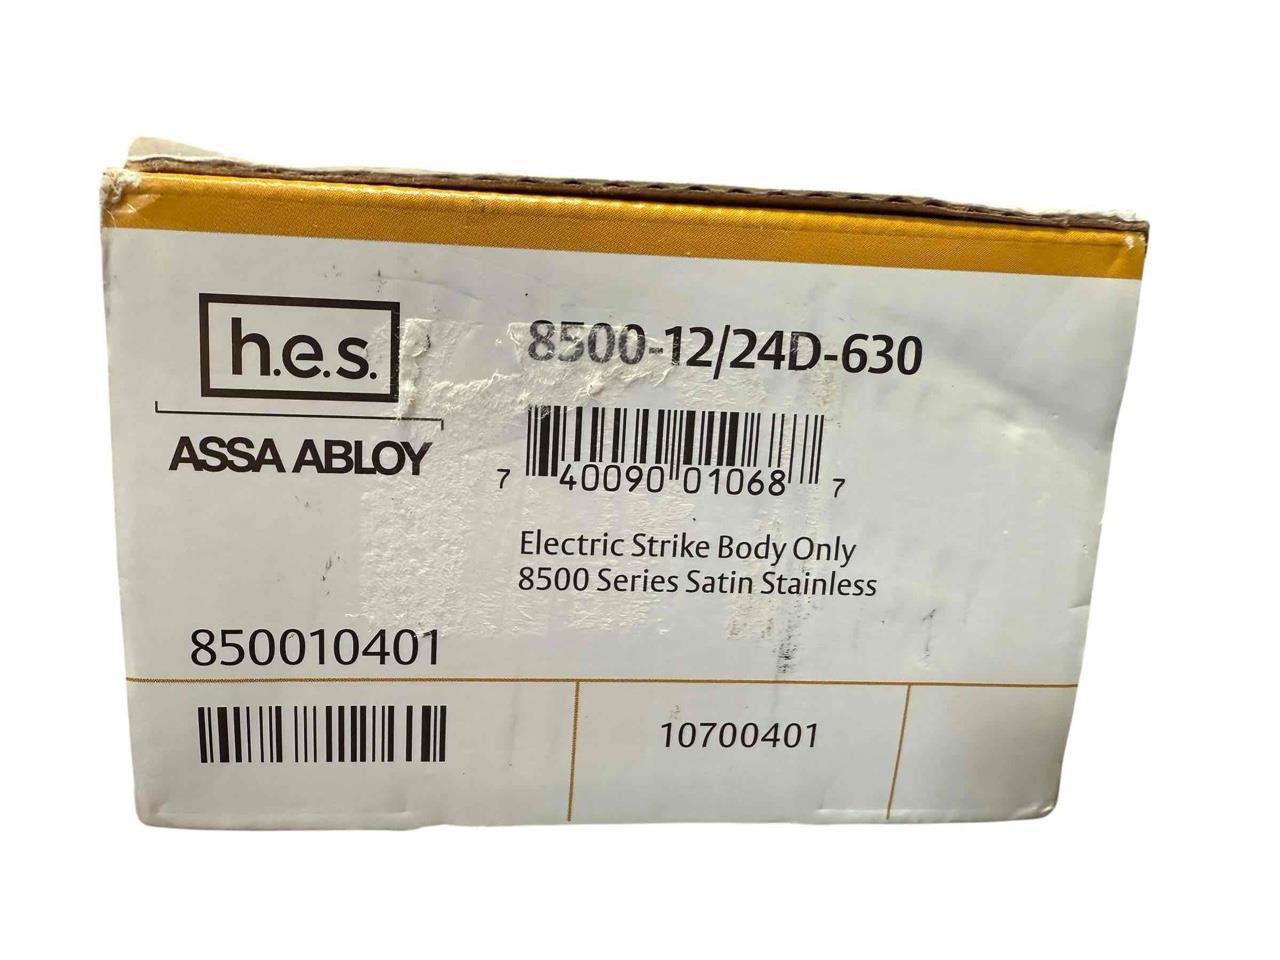 h.e.s.
ASSA ABLOY
8500-12/24D-630
7 40090 01068 7
Electric Strike Body Only
8500 Series Satin Stainless
850010401
10700401